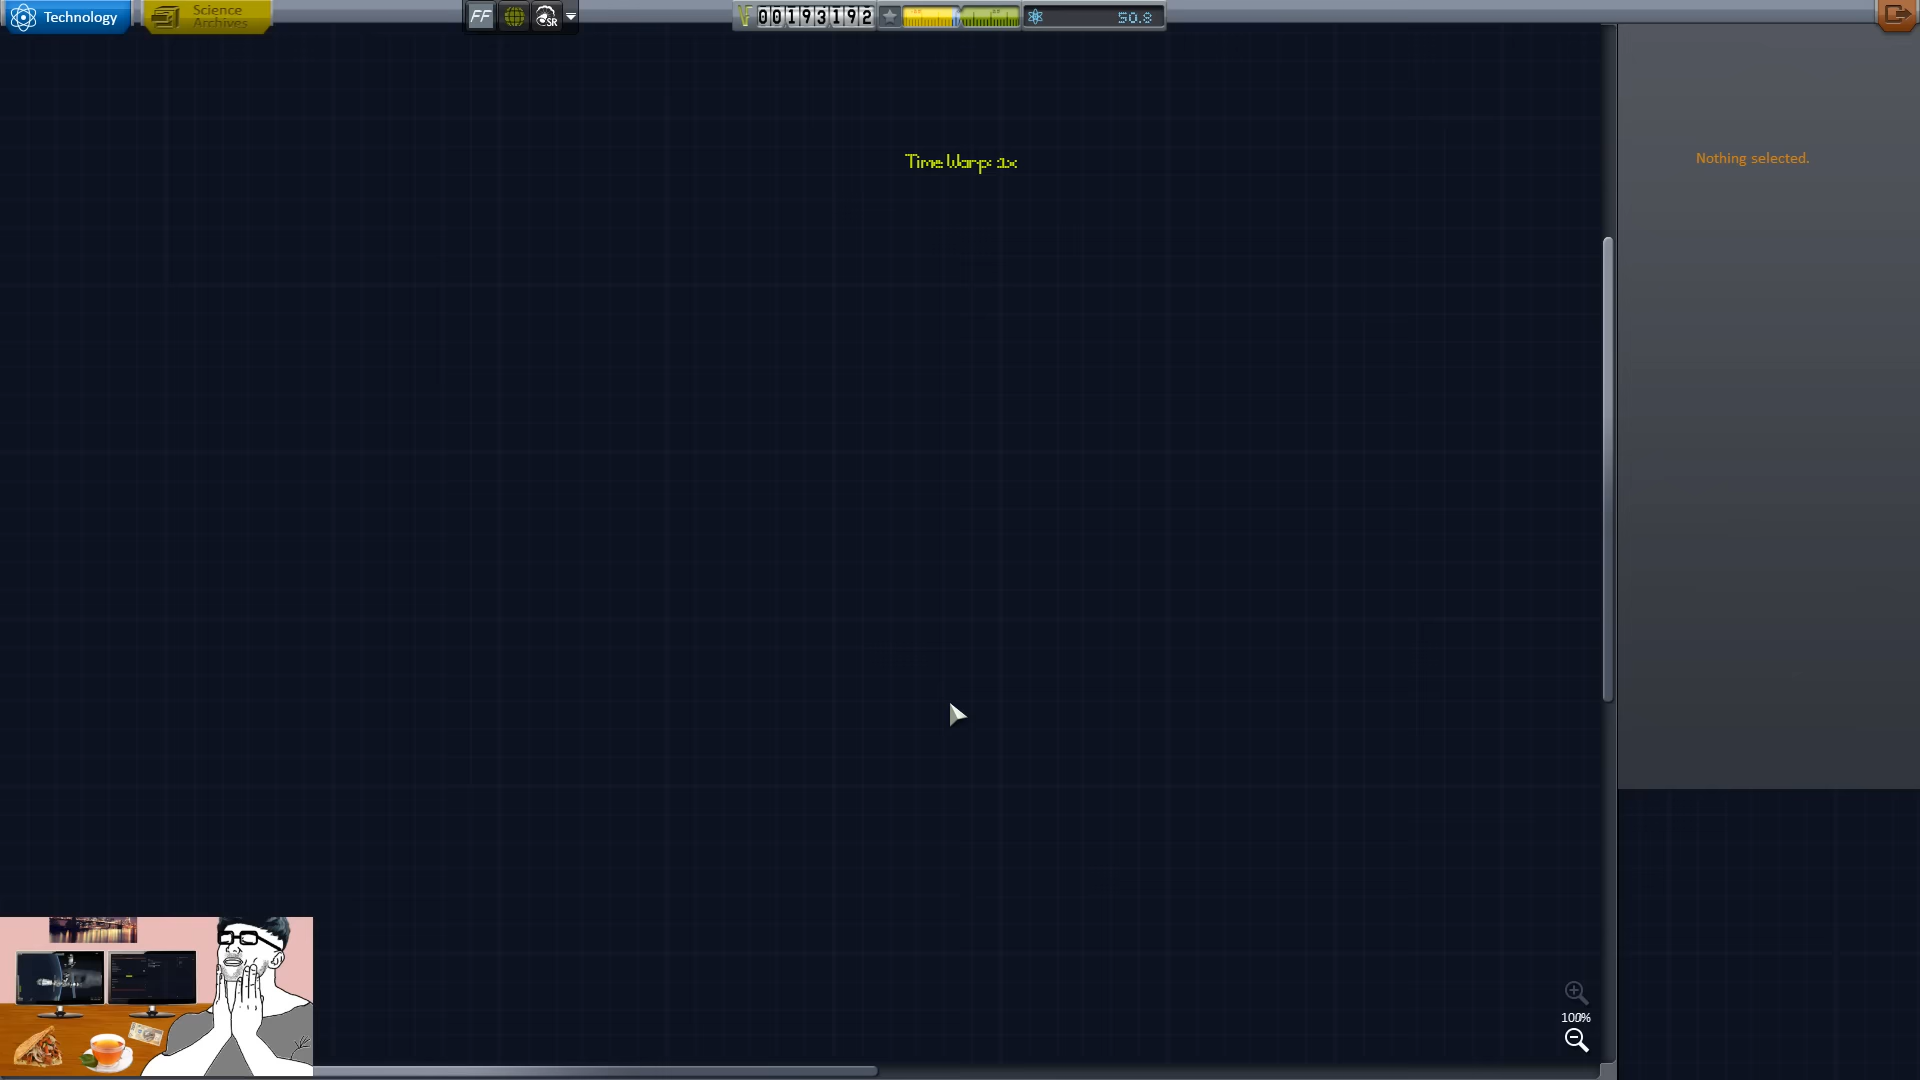 Technology
Science
Archives
FF
SR
00193192
50.8
Time Warp: 1x
Nothing selected.
100%